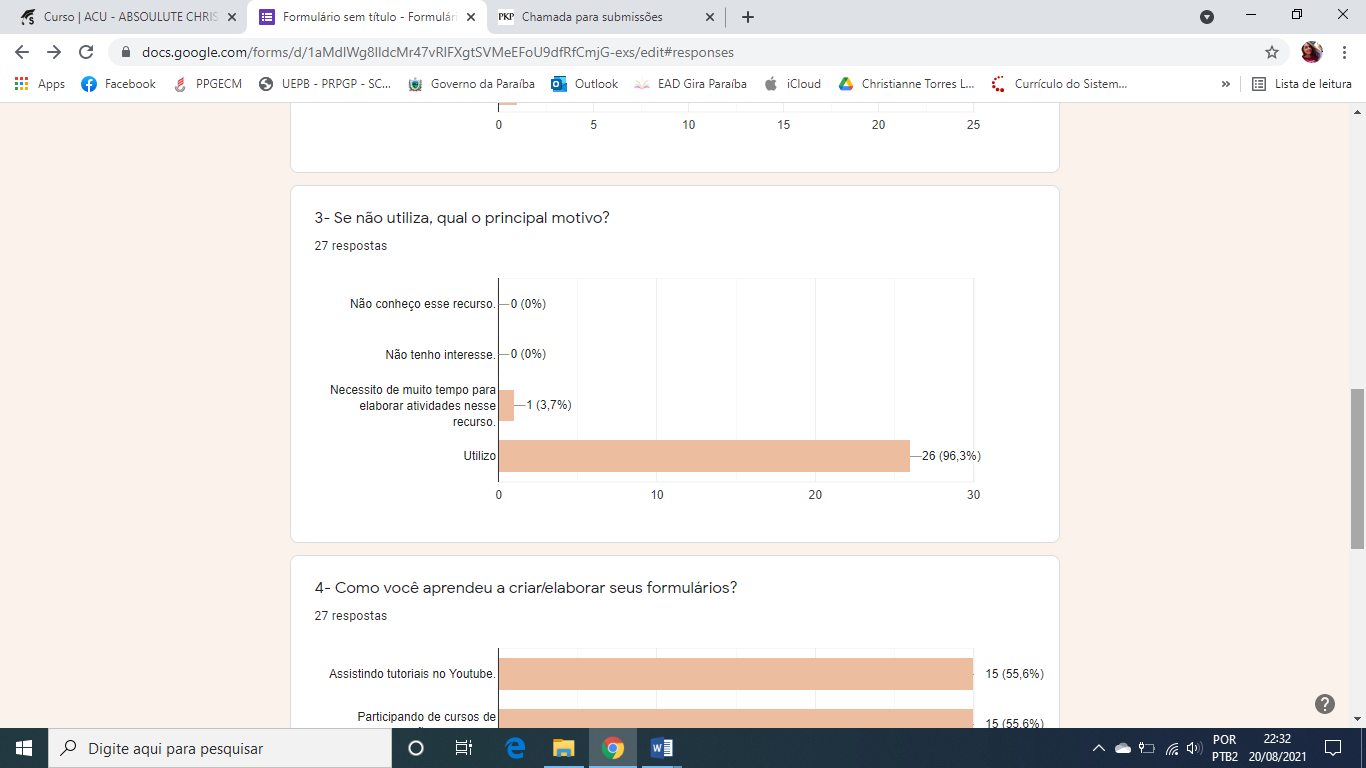 Curso | ACU - ABSOULUTE CHRIS
Formulário sem título - Formulári
PKP Chamada para submissões
docs.google.com/forms/d/1aMdIWg8IldcMr47vRIFXgtSVMeEFoU9dfRfCmjG-exs/edit#responses
Apps Facebook PPGECM UEPB - PRPGP - SC... Governo da Paraíba Outlook EAD Gira Paraíba iCloud Christianne Torres L... Currículo do Sistem... » Lista de leitura
0 5 10 15 20 25
3- Se não utiliza, qual o principal motivo?
27 respostas
Não conheço esse recurso. 0 (0%)
Não tenho interesse. 0 (0%)
Necessito de muito tempo para
elaborar atividades nesse
recurso.
1 (3,7%)
Utilizo 26 (96,3%)
0 10 20 30
4- Como você aprendeu a criar/elaborar seus formulários?
27 respostas
Assistindo tutoriais no Youtube. 15 (55,6%)
Participando de cursos de
15 (55,6%)
Digite aqui para pesquisar
POR
PTB2
22:32
20/08/2021